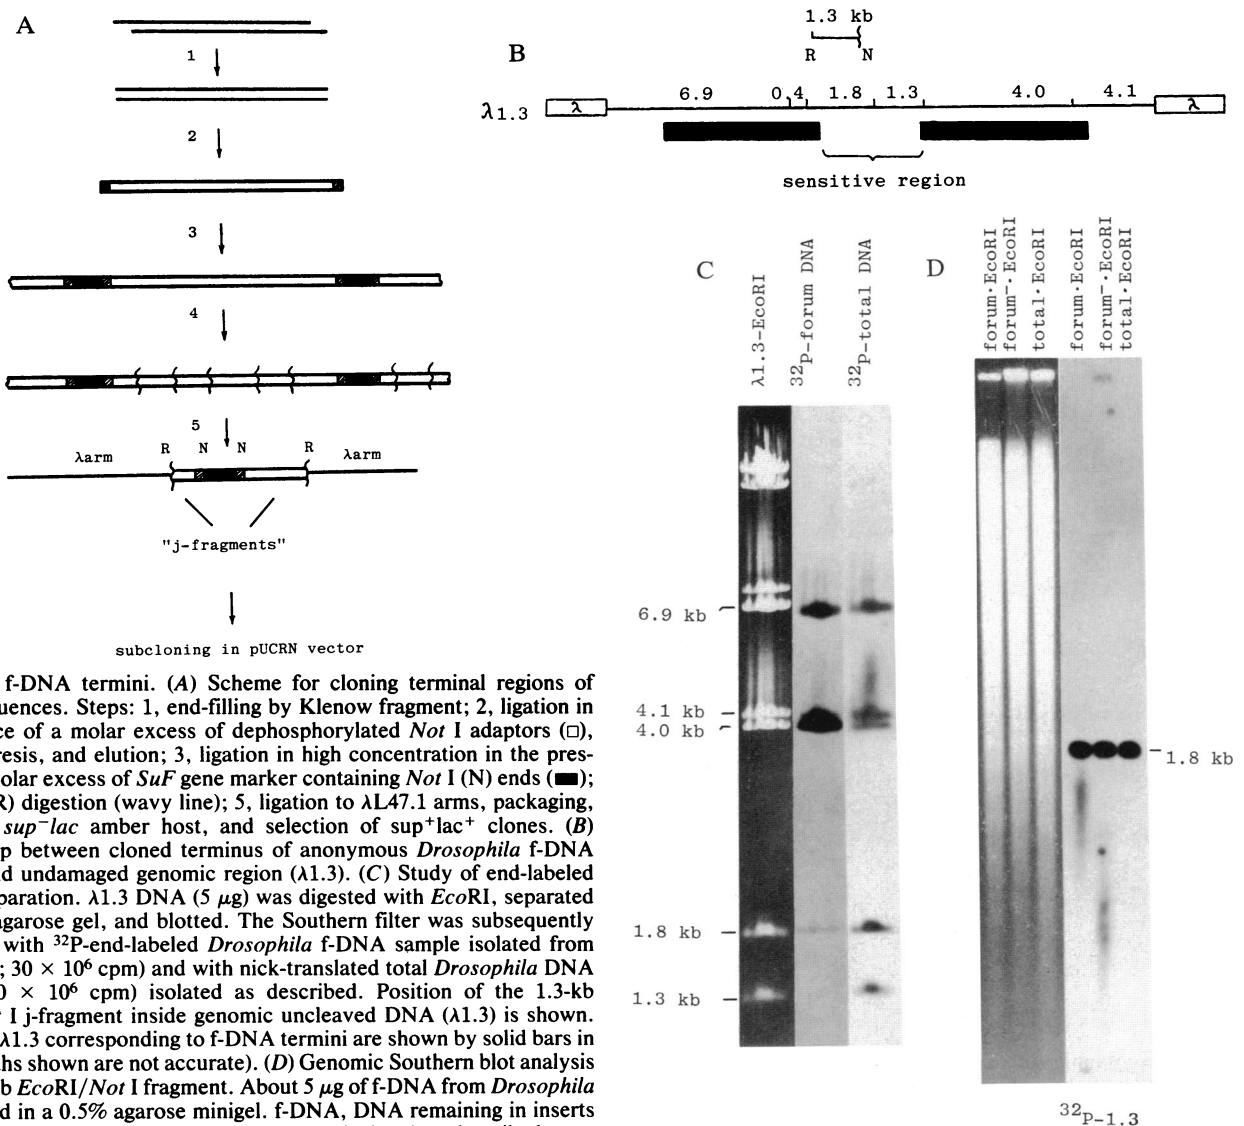 A
1
2
3
4
5
λarm
R
N
N
R
λarm
"j-fragments"
subcloning in pUCRN vector
B
1.3 kb
R
N
λ1.3
λ
6.9
0.4
1.8
1.3
4.0
4.1
λ
sensitive region
C
λ1.3-EcoRI
32P-forum DNA
32P-total DNA
6.9 kb
4.1 kb
4.0 kb
1.8 kb
1.3 kb
D
forum·EcoRI
forum⁻·EcoRI
total·EcoRI
forum·EcoRI
forum⁻·EcoRI
total·EcoRI
1.8 kb
32P-1.3
f-DNA termini. (A) Scheme for cloning terminal regions of
uences. Steps: 1, end-filling by Klenow fragment; 2, ligation in
ce of a molar excess of dephosphorylated Not I adaptors (□),
resis, and elution; 3, ligation in high concentration in the pres-
molar excess of SuF gene marker containing Not I (N) ends (■);
R) digestion (wavy line); 5, ligation to λL47.1 arms, packaging,
sup⁻lac amber host, and selection of sup⁺lac⁺ clones. (B)
p between cloned terminus of anonymous Drosophila f-DNA
d undamaged genomic region (λ1.3). (C) Study of end-labeled
paration. λ1.3 DNA (5 μg) was digested with EcoRI, separated
agarose gel, and blotted. The Southern filter was subsequently
with ³²P-end-labeled Drosophila f-DNA sample isolated from
; 30 × 10⁶ cpm) and with nick-translated total Drosophila DNA
0 × 10⁶ cpm) isolated as described. Position of the 1.3-kb
I j-fragment inside genomic uncleaved DNA (λ1.3) is shown.
λ1.3 corresponding to f-DNA termini are shown by solid bars in
hs shown are not accurate). (D) Genomic Southern blot analysis
b EcoRI/Not I fragment. About 5 μg of f-DNA from Drosophila
d in a 0.5% agarose minigel. f-DNA, DNA remaining in inserts